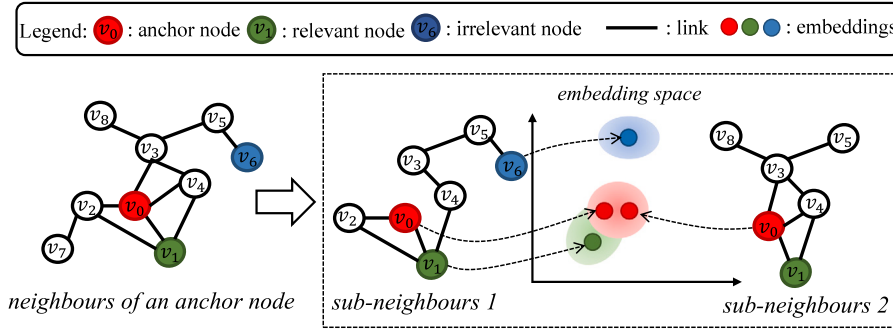 Legend: v0 : anchor node v1 : relevant node v6 : irrelevant node : link : embeddings
embedding space
v8
v5
v3
v6
v4
v2
v0
v7
v1
v5
v3
v6
v4
v2
v0
v1
v8
v5
v3
v4
v0
v1
neighbours of an anchor node
sub-neighbours 1
sub-neighbours 2